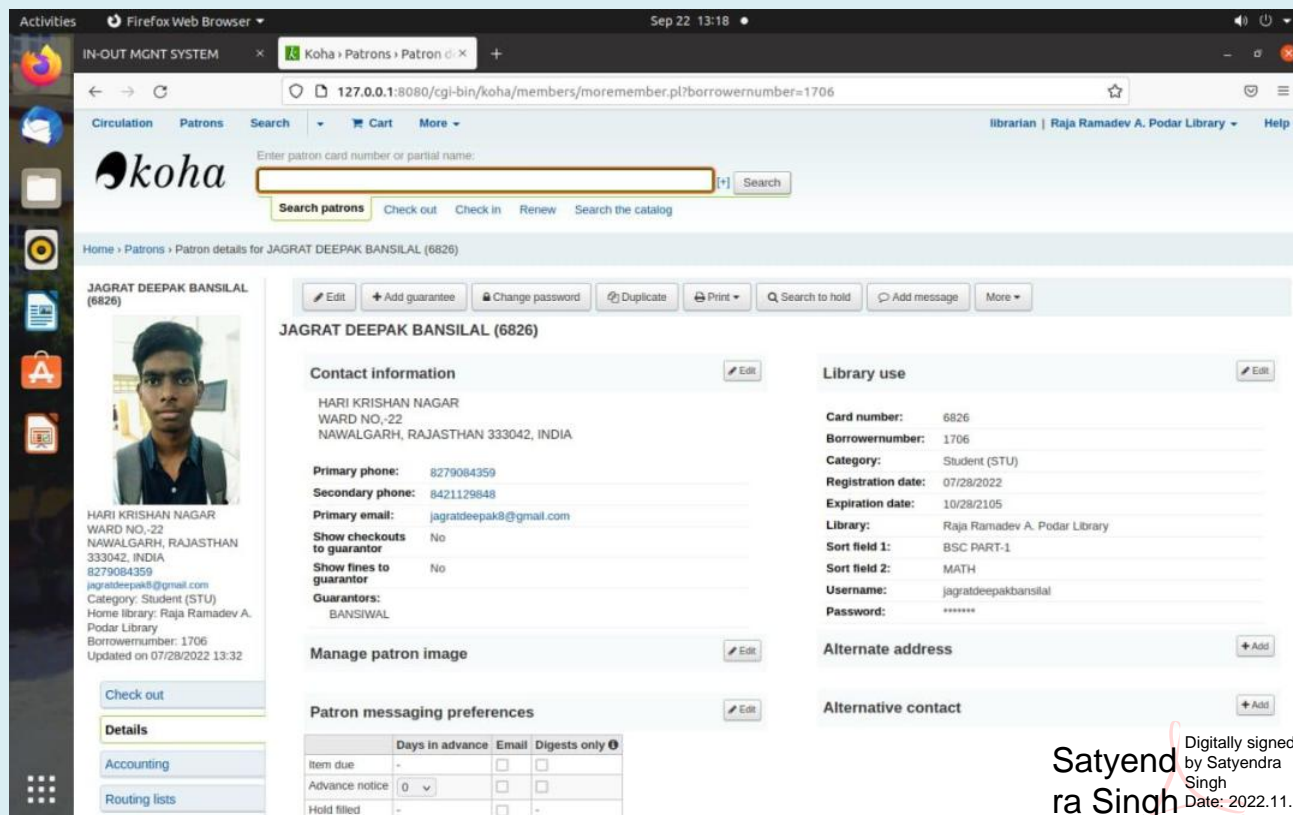 Activities Firefox Web Browser Sep 22 13:18
IN-OUT MGNT SYSTEM × Koha › Patrons › Patron d × +
127.0.0.1:8080/cgi-bin/koha/members/moremember.pl?borrowernumber=1706
Circulation Patrons Search Cart More librarian | Raja Ramadev A. Podar Library Help
koha
Enter patron card number or partial name:
[+] Search
Search patrons Check out Check in Renew Search the catalog
Home › Patrons › Patron details for JAGRAT DEEPAK BANSILAL (6826)
JAGRAT DEEPAK BANSILAL
(6826)
HARI KRISHAN NAGAR
WARD NO,-22
NAWALGARH, RAJASTHAN
333042, INDIA
8279084359
jagratdeepak8@gmail.com
Category: Student (STU)
Home library: Raja Ramadev A.
Podar Library
Borrowernumber: 1706
Updated on 07/28/2022 13:32
Check out
Details
Accounting
Routing lists
Edit + Add guarantee Change password Duplicate Print Search to hold Add message More
JAGRAT DEEPAK BANSILAL (6826)
Contact information Edit
HARI KRISHAN NAGAR
WARD NO,-22
NAWALGARH, RAJASTHAN 333042, INDIA
Primary phone: 8279084359
Secondary phone: 8421129848
Primary email: jagratdeepak8@gmail.com
Show checkouts No
to guarantor
Show fines to No
guarantor
Guarantors:
BANSIWAL
Manage patron image Edit
Patron messaging preferences Edit
Days in advance Email Digests only
Item due -
Advance notice 0
Hold filled - -
Library use Edit
Card number: 6826
Borrowernumber: 1706
Category: Student (STU)
Registration date: 07/28/2022
Expiration date: 10/28/2105
Library: Raja Ramadev A. Podar Library
Sort field 1: BSC PART-1
Sort field 2: MATH
Username: jagratdeepakbansilal
Password: *******
Alternate address + Add
Alternative contact + Add
Satyend
ra Singh
Digitally signed
by Satyendra
Singh
Date: 2022.11.